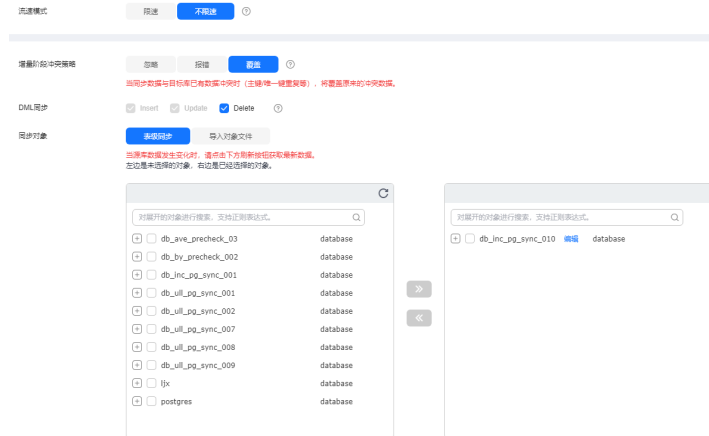 流速模式 限速 不限速
增量阶段冲突策略 忽略 报错 覆盖
当同步数据与目标库已有数据冲突时（主键/唯一键重复等），将覆盖原来的冲突数据。
DML同步 Insert Update Delete
同步对象 表级同步 导入对象文件
当源库数据发生变化时，请点击下方刷新按钮获取最新数据。
左边是未选择的对象，右边是已经选择的对象。
对展开的对象进行搜索，支持正则表达式。
db_ave_precheck_03 database
db_by_precheck_002 database
db_inc_pg_sync_001 database
db_ull_pg_sync_001 database
db_ull_pg_sync_002 database
db_ull_pg_sync_007 database
db_ull_pg_sync_008 database
db_ull_pg_sync_009 database
ljx database
postgres database
对展开的对象进行搜索，支持正则表达式。
db_inc_pg_sync_010 编辑 database